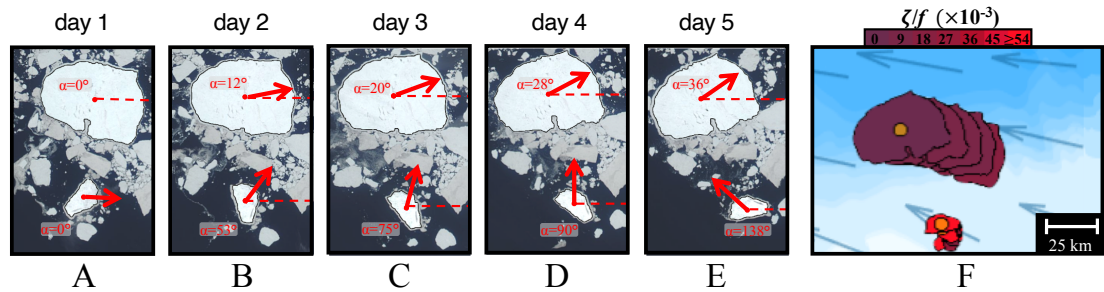 day 1 day 2 day 3 day 4 day 5
ζ/f (×10⁻³)
0 9 18 27 36 45 ≥54
α=0° α=12° α=20° α=28° α=36°
α=0° α=53° α=75° α=90° α=138°
25 km
A B C D E F